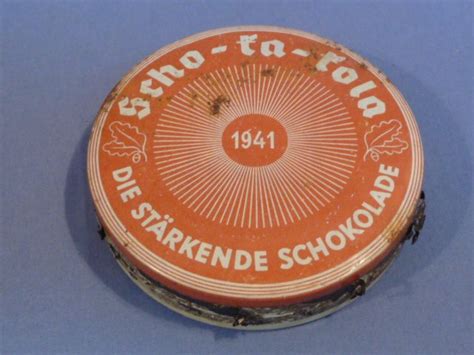 Scho-ka-kola
1941
DIE STÄRKENDE SCHOKOLADE